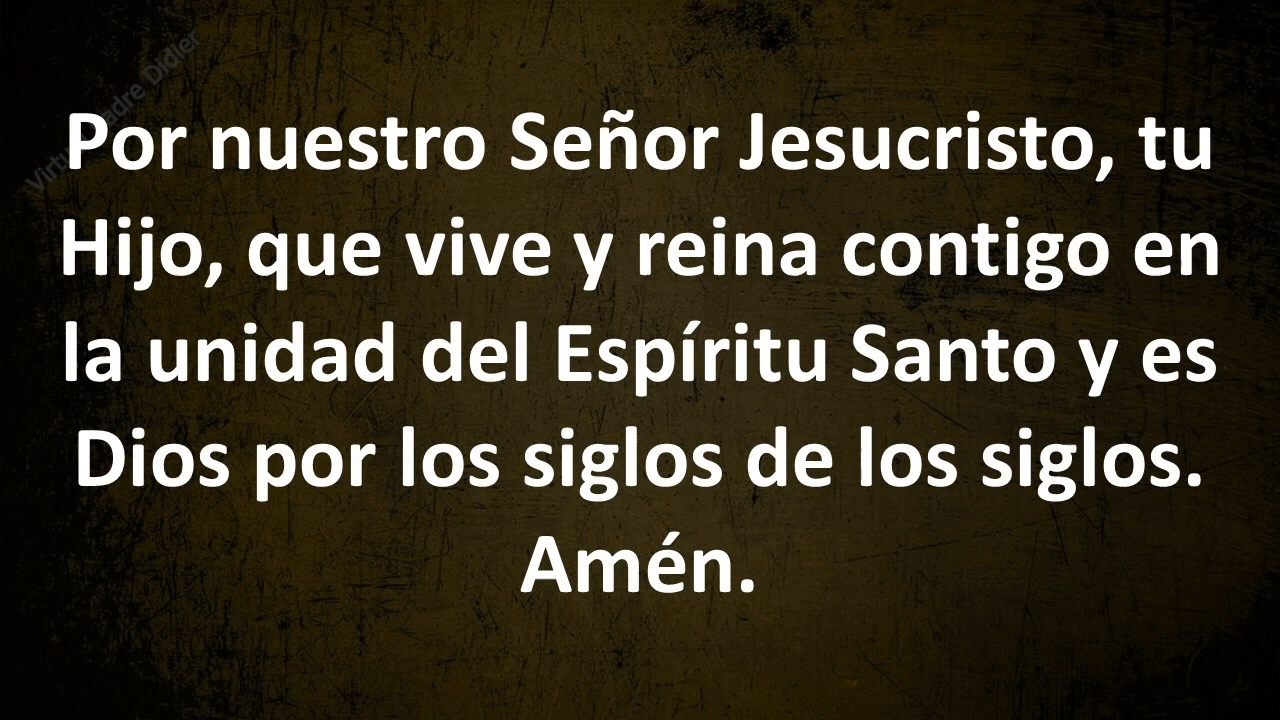 Por nuestro Señor Jesucristo, tu
Hijo, que vive y reina contigo en
la unidad del Espíritu Santo y es
Dios por los siglos de los siglos.
Amén.
Didier